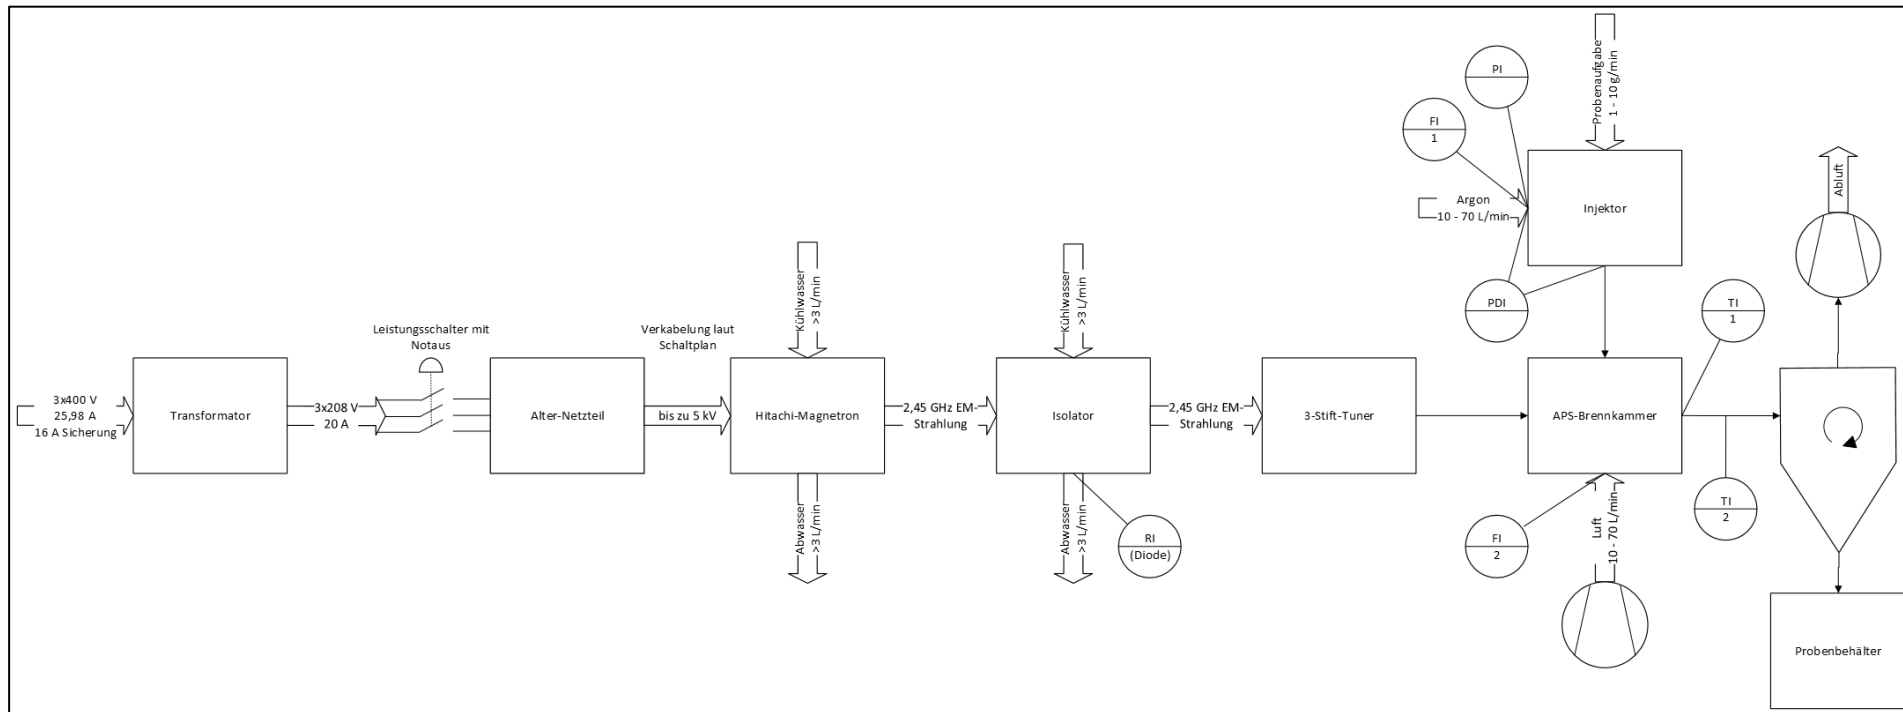 3x400 V
25,98 A
16 A Sicherung
Transformator
3x208 V
20 A
Leistungsschalter mit
Notaus
Alter-Netzteil
Verkabelung laut
Schaltplan
bis zu 5 kV
Kühlwasser
>3 L/min
Hitachi-Magnetron
Abwasser
>3 L/min
2,45 GHz EM-
Strahlung
Kühlwasser
>3 L/min
Isolator
Abwasser
>3 L/min
RI
(Diode)
2,45 GHz EM-
Strahlung
3-Stift-Tuner
PI
FI
1
Argon
10 - 70 L/min
Probenaufgabe
1 - 10 g/min
Injektor
PDI
APS-Brennkammer
FI
2
Luft
10 - 70 L/min
TI
1
TI
2
Abluft
Probenbehälter